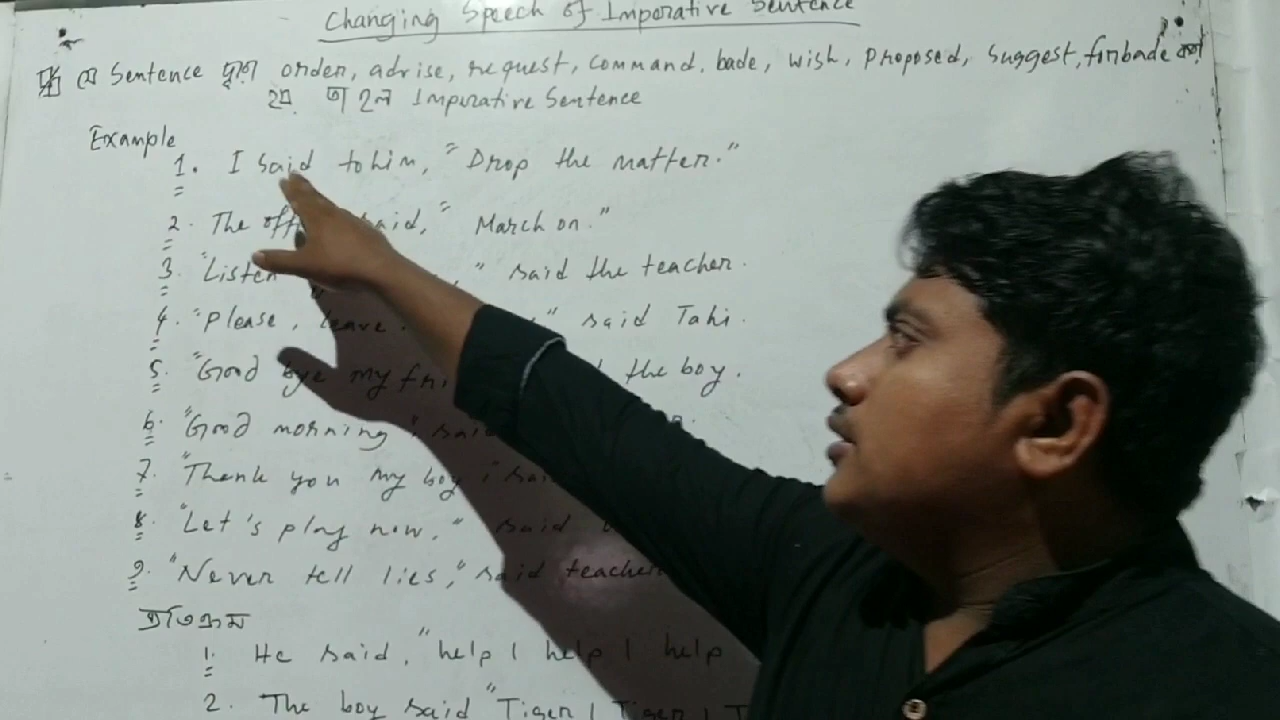 Changing Speech of Imperative Sentence
যে Sentence দ্বারা order, advise, request, command, bade, wish, proposed, suggest, forbade
হয় তা হল Imperative Sentence
Example
1. I said to him, "Drop the matter."
2. The said, "March on."
3. "Listen " said the teacher.
4. "Please, leave " said Tahi.
5. "Good bye my the boy.
6. "Good morning"
7. "Thank you my boy"
8. "Let's play now," said
9. "Never tell lies," said teacher
ব্যতিক্রম
1. He said, "help ! help ! help
2. The boy said "Tiger ! Tiger !